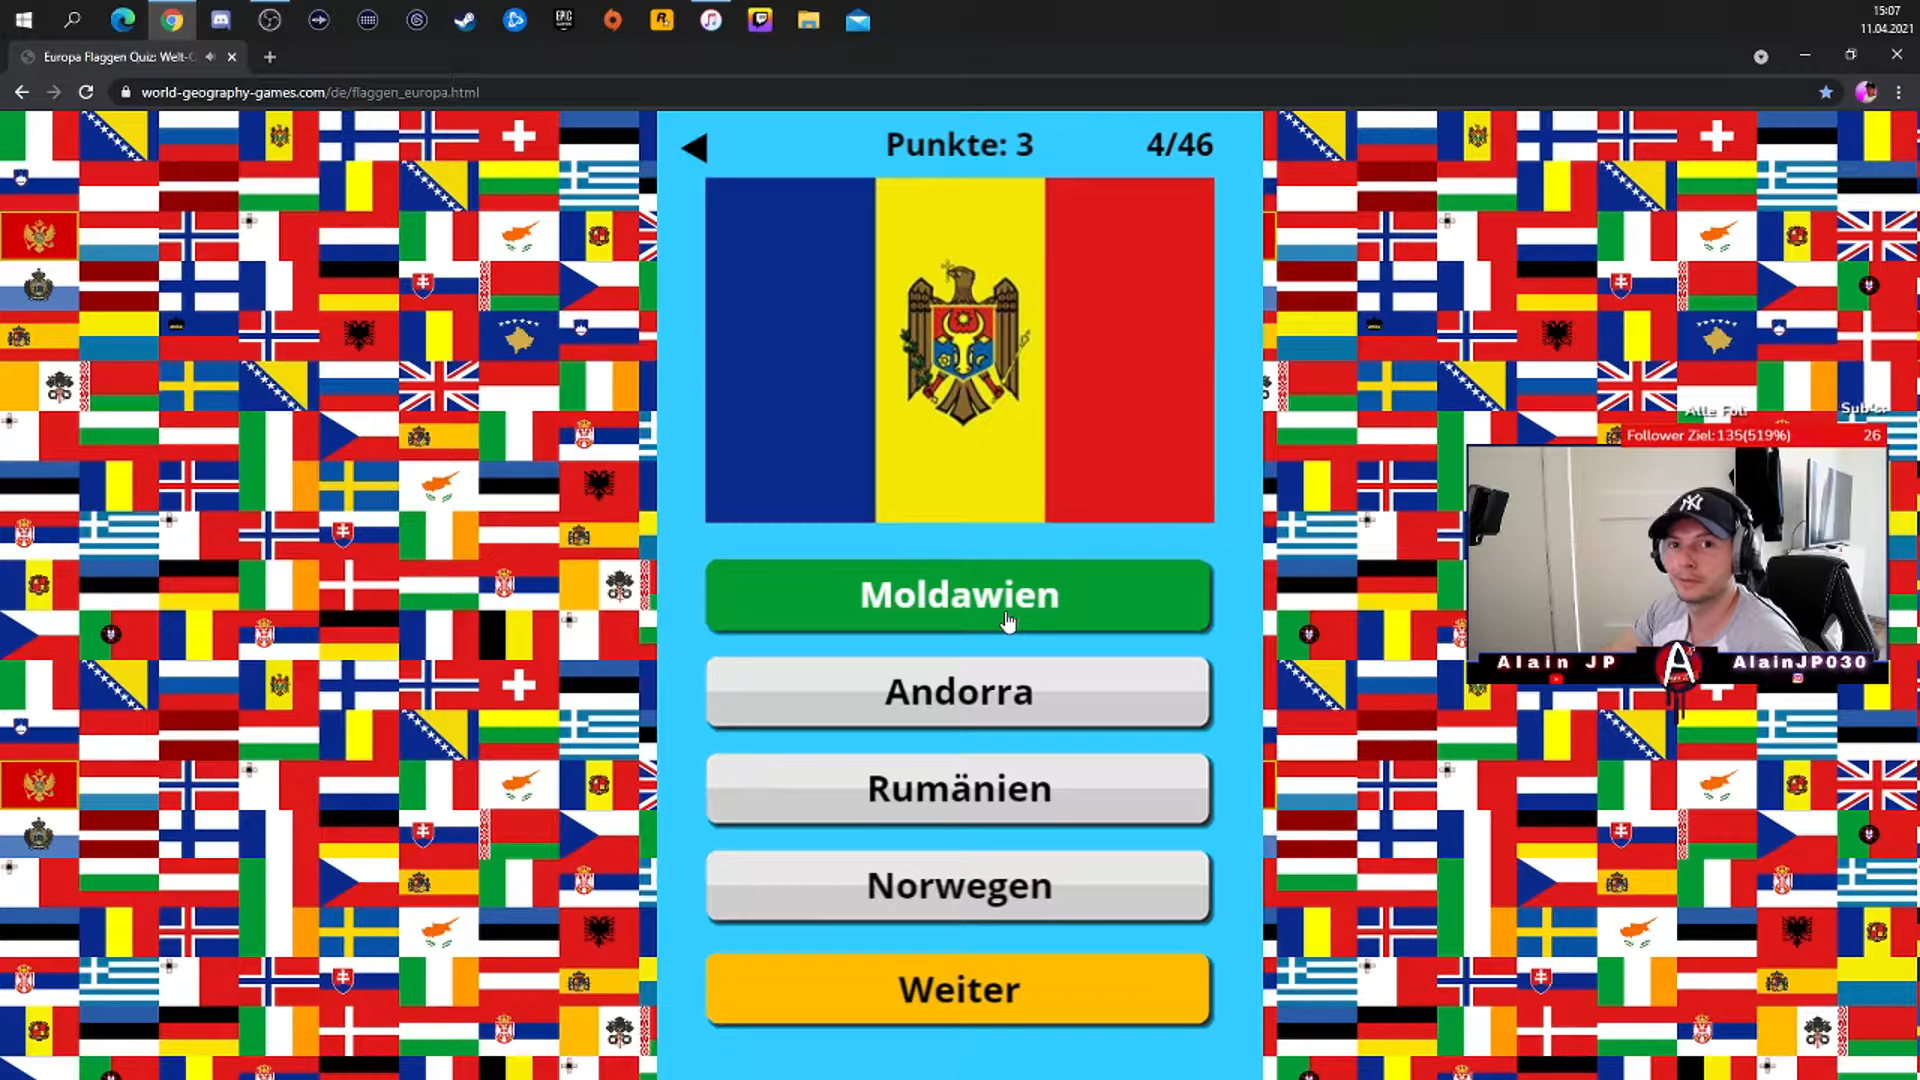 15:07
11.04.2021
EPIC
Europa Flaggen Quiz: Welt-
world-geography-games.com/de/flaggen_europa.html
Punkte: 3
4/46
Moldawien
Andorra
Rumänien
Norwegen
Weiter
Follower Ziel: 135(519%)
26
Alain JP
A
AlainJP030